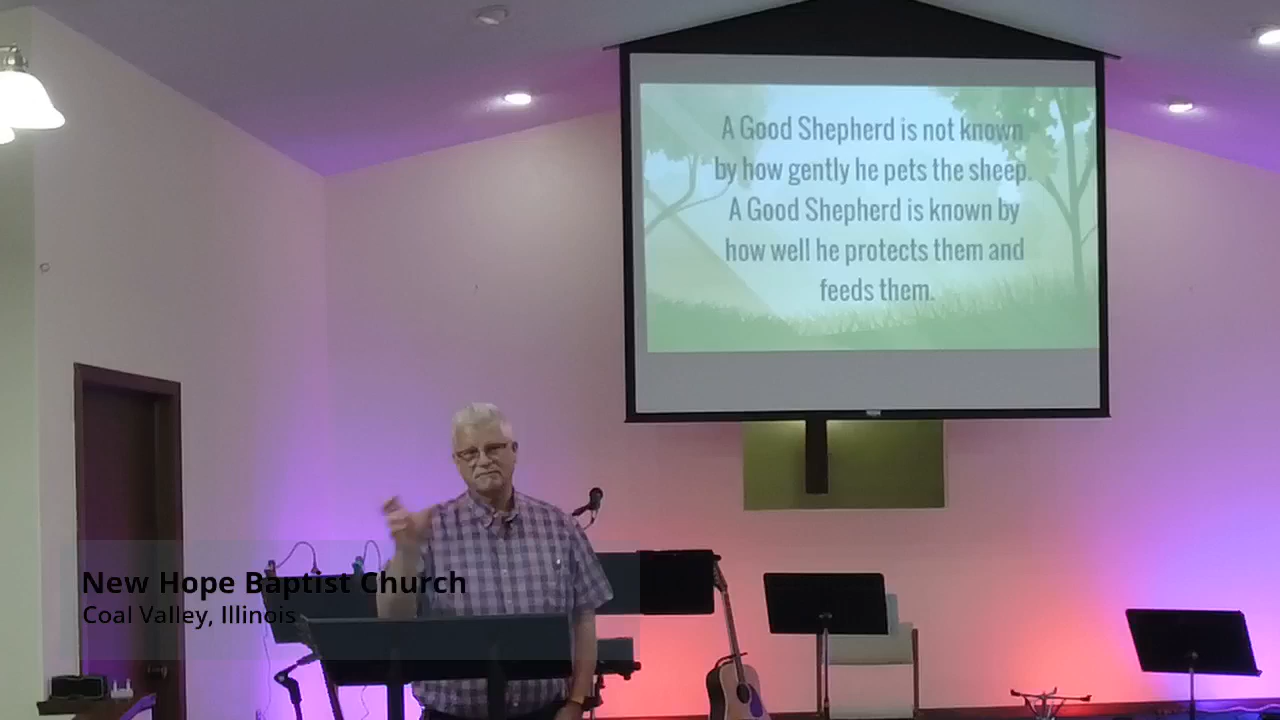 A Good Shepherd is not known
by how gently he pets the sheep.
A Good Shepherd is known by
how well he protects them and
feeds them.
New Hope Baptist Church
Coal Valley, Illinois